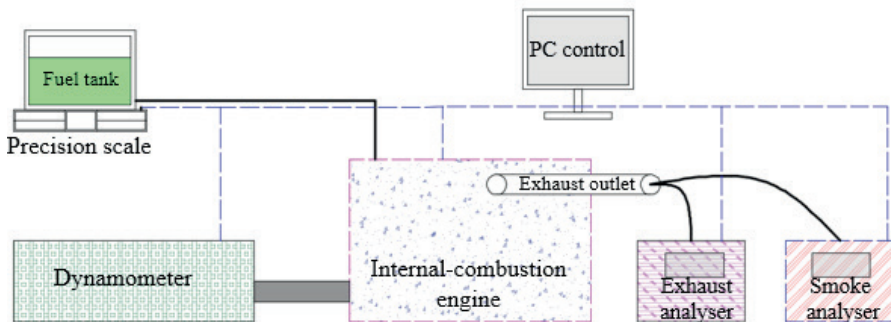 Fuel tank
Precision scale
PC control
Exhaust outlet
Dynamometer
Internal-combustion
engine
Exhaust
analyser
Smoke
analyser